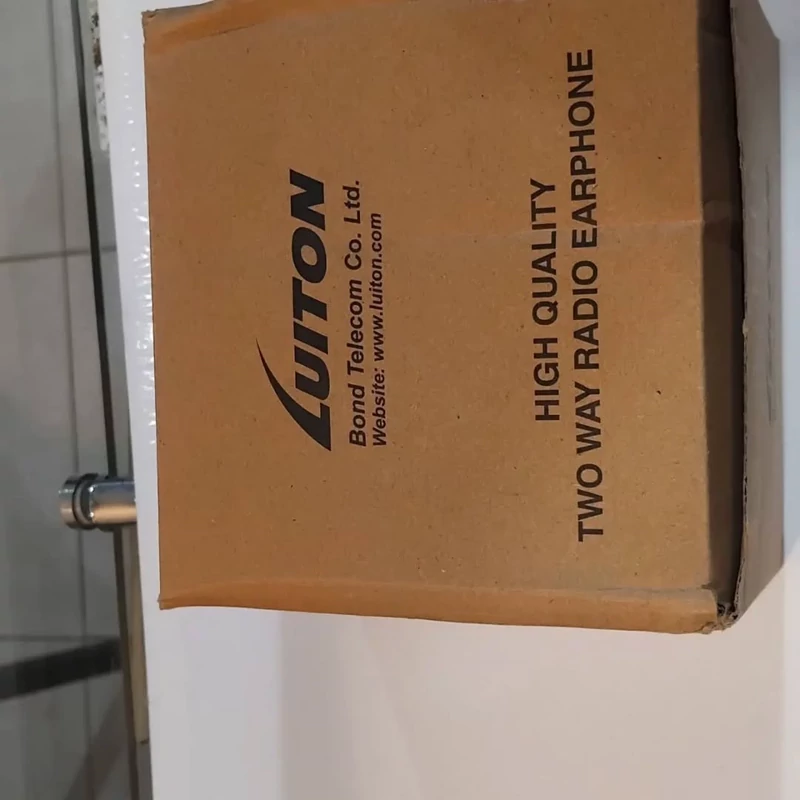 LUITON
Bond Telecom Co. Ltd.
Website: www.luiton.com
HIGH QUALITY
TWO WAY RADIO EARPHONE